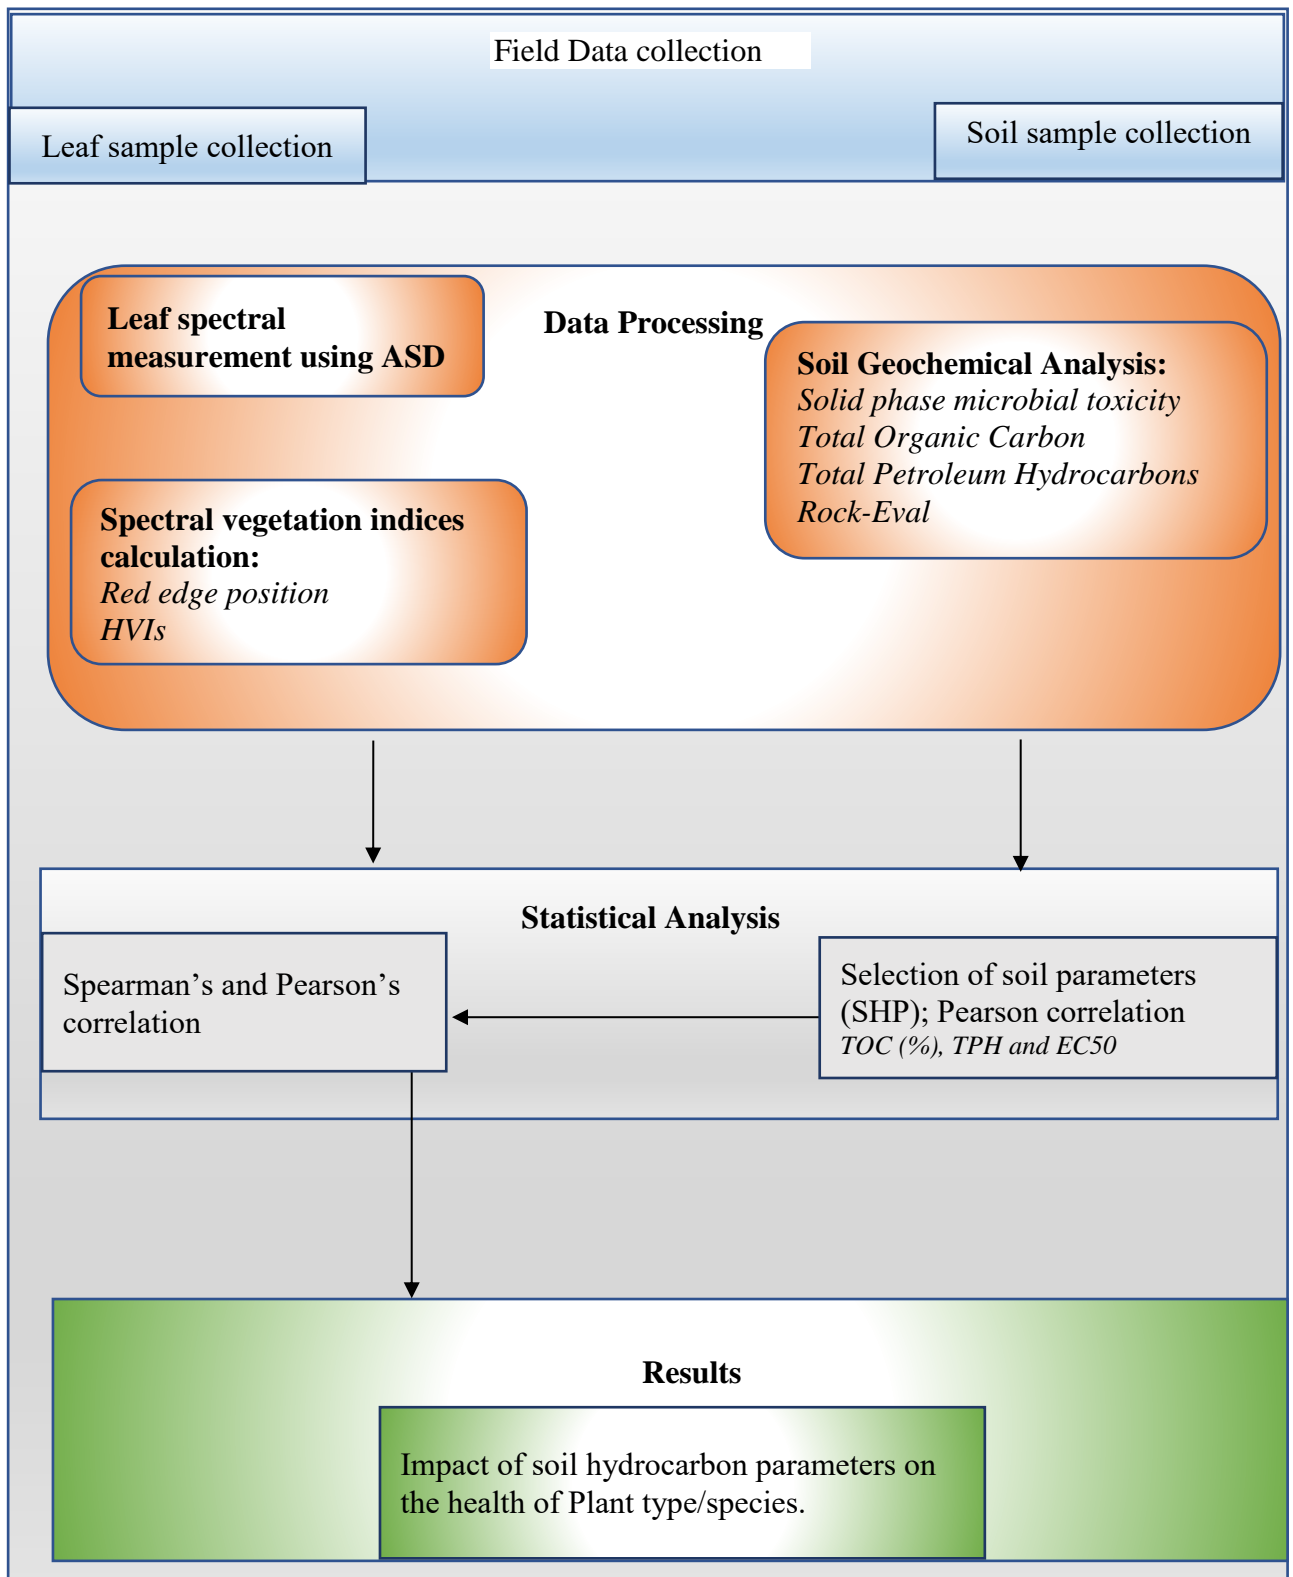 Field Data collection
Leaf sample collection
Soil sample collection
Data Processing
Leaf spectral
measurement using ASD
Spectral vegetation indices
calculation:
Red edge position
HVIs
Soil Geochemical Analysis:
Solid phase microbial toxicity
Total Organic Carbon
Total Petroleum Hydrocarbons
Rock-Eval
Statistical Analysis
Spearman’s and Pearson’s
correlation
Selection of soil parameters
(SHP); Pearson correlation
TOC (%), TPH and EC50
Results
Impact of soil hydrocarbon parameters on
the health of Plant type/species.